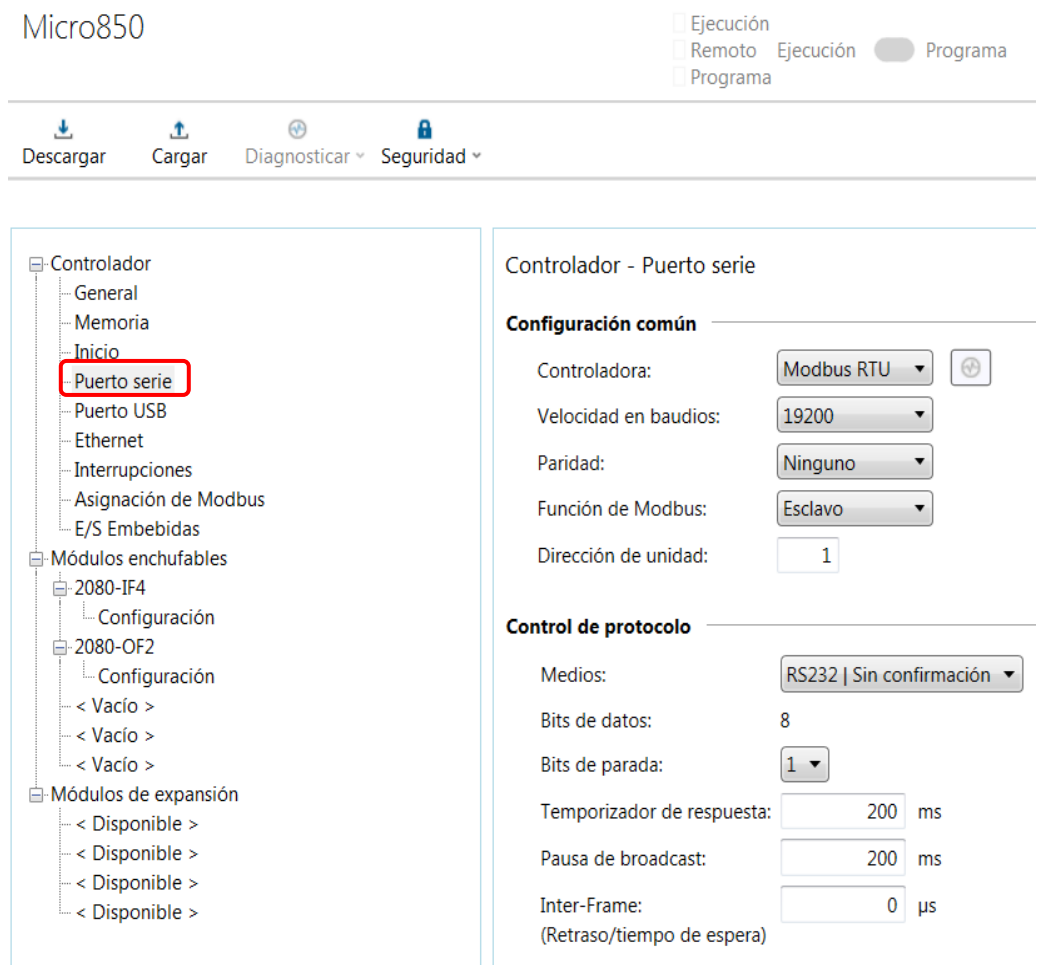 Micro850
Ejecución
Remoto Ejecución Programa
Programa
Descargar Cargar Diagnosticar Seguridad
Controlador
General
Memoria
Inicio
Puerto serie
Puerto USB
Ethernet
Interrupciones
Asignación de Modbus
E/S Embebidas
Módulos enchufables
2080-IF4
Configuración
2080-OF2
Configuración
< Vacío >
< Vacío >
< Vacío >
Módulos de expansión
< Disponible >
< Disponible >
< Disponible >
< Disponible >
Controlador - Puerto serie
Configuración común
Controladora: Modbus RTU
Velocidad en baudios: 19200
Paridad: Ninguno
Función de Modbus: Esclavo
Dirección de unidad: 1
Control de protocolo
Medios: RS232 | Sin confirmación
Bits de datos: 8
Bits de parada: 1
Temporizador de respuesta: 200 ms
Pausa de broadcast: 200 ms
Inter-Frame: 0 µs
(Retraso/tiempo de espera)